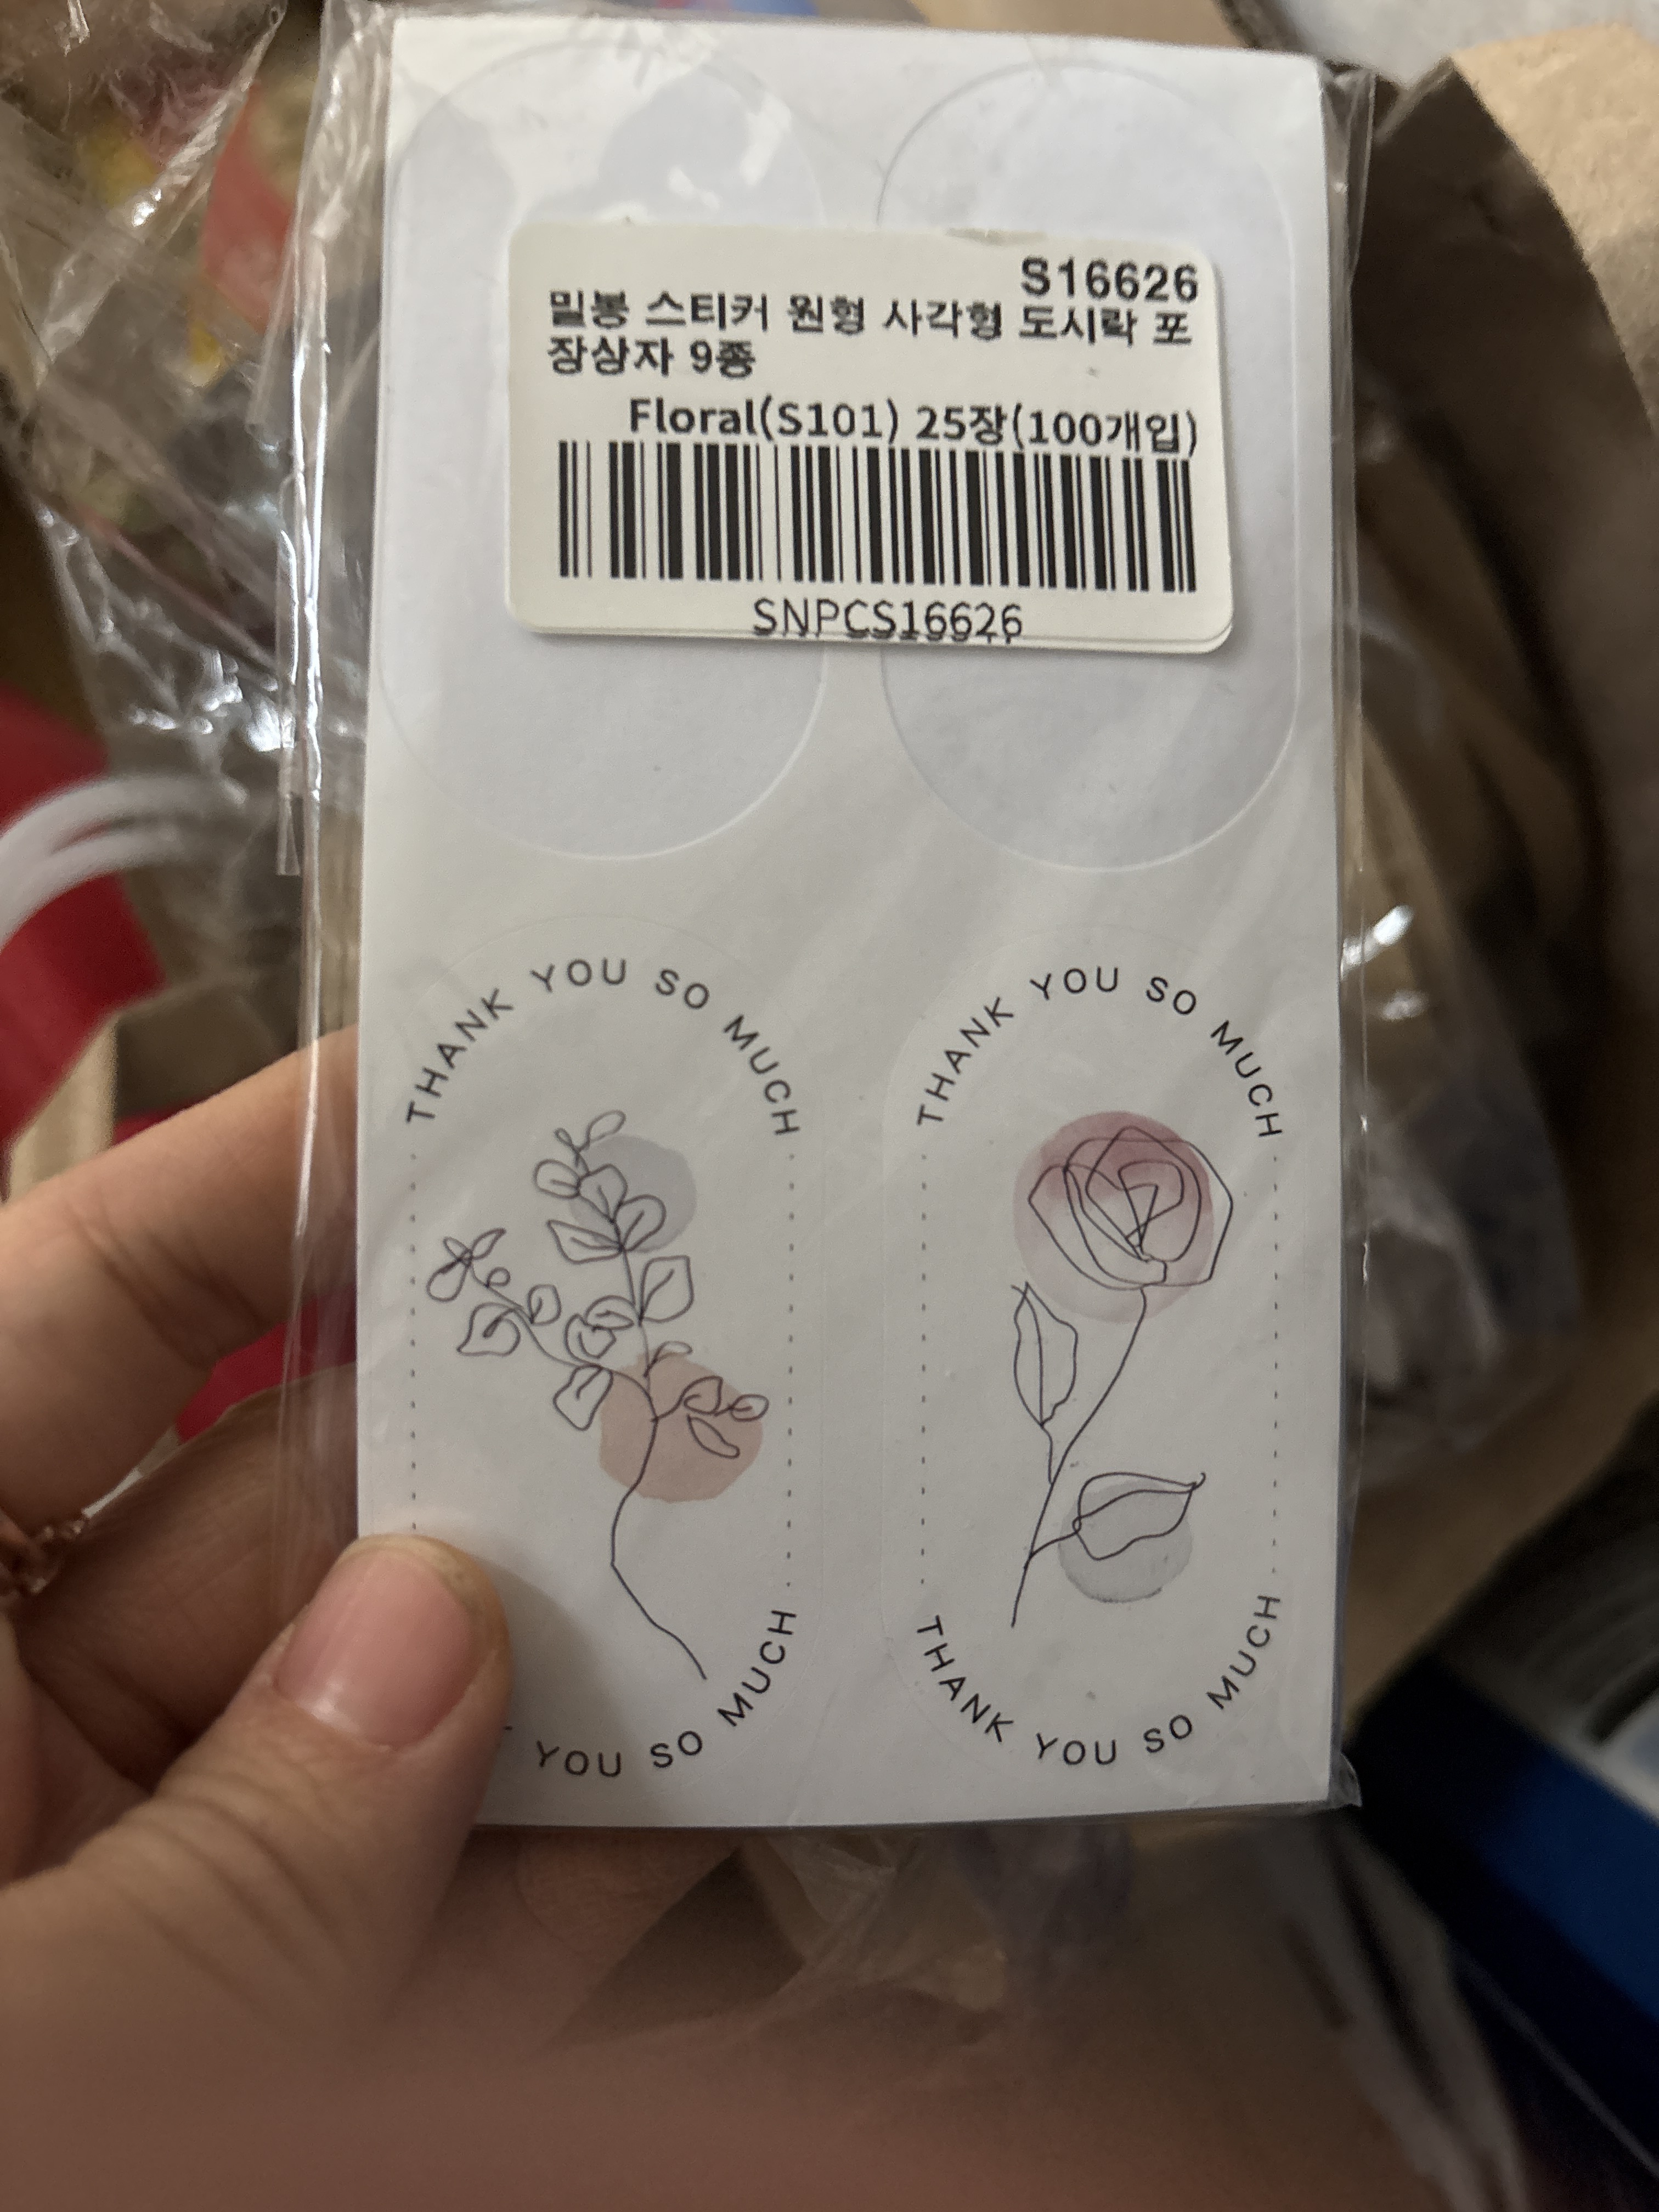 S16626
밀봉 스티커 원형 사각형 도시락 포
장상자 9종
Floral(S101) 25장(100개입)
SNPCS16626
THANK YOU SO MUCH
THANK YOU SO MUCH
YOU SO MUCH
THANK YOU SO MUCH